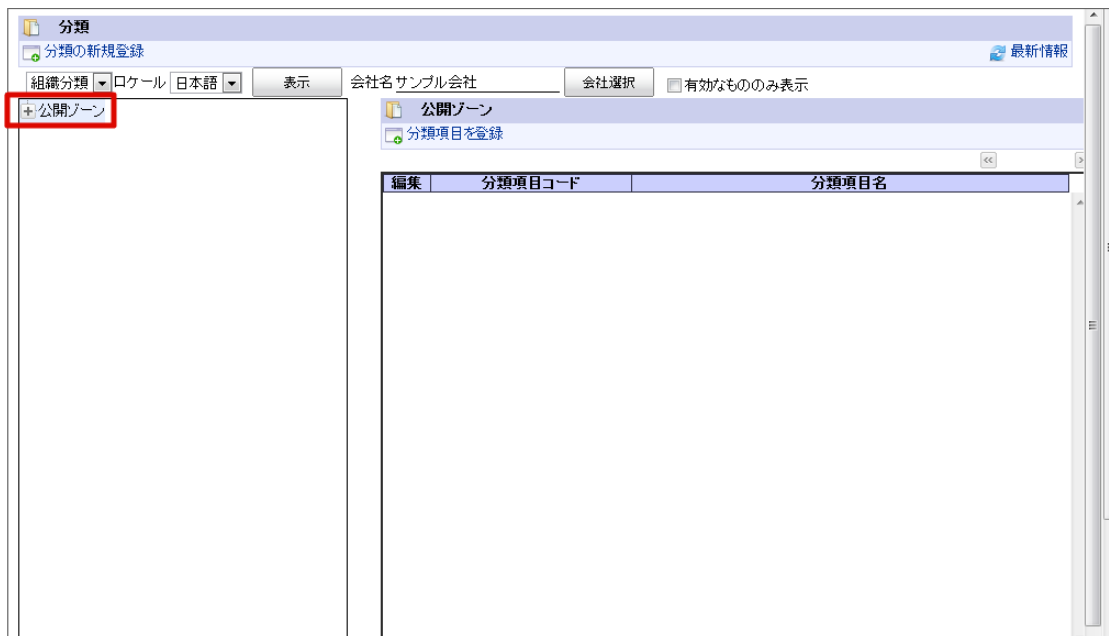 分類
分類の新規登録 最新情報
組織分類 ロケール 日本語 表示 会社名 サンプル会社 会社選択 有効なもののみ表示
公開ゾーン
公開ゾーン
分類項目を登録
編集 分類項目コード 分類項目名